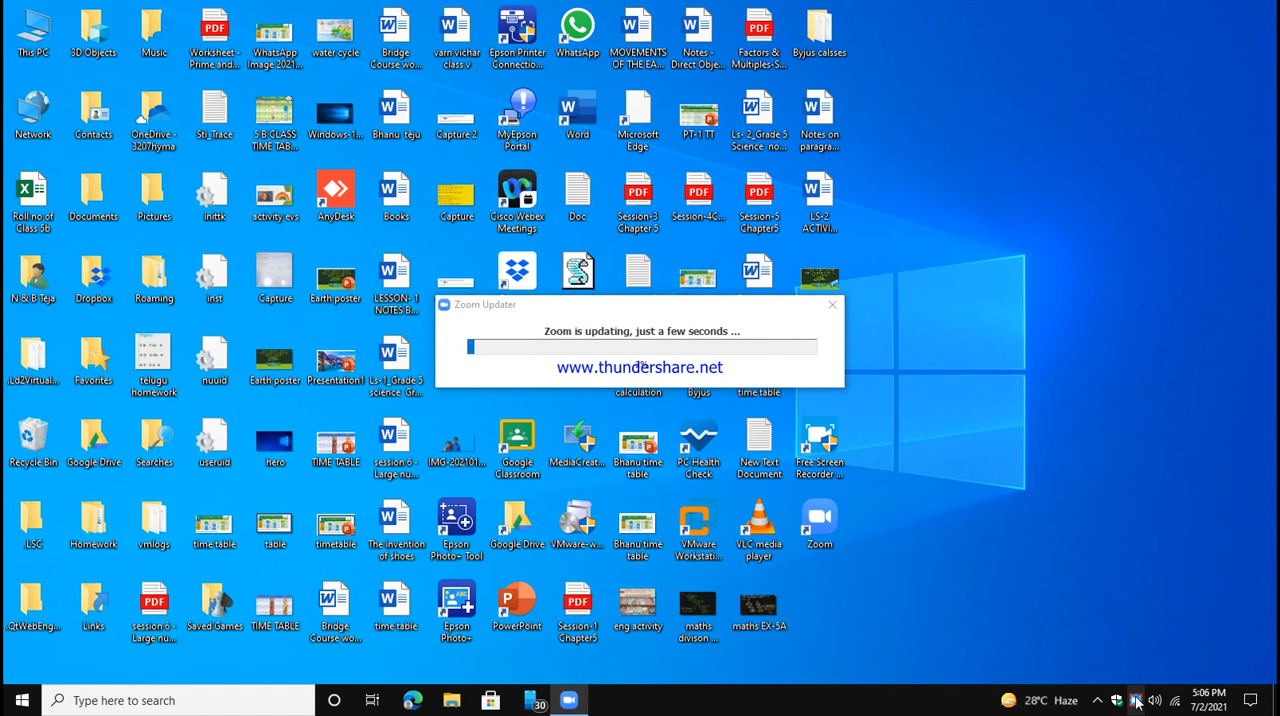 This PC
3D Objects
Music
Worksheet -
Prime and...
WhatsApp
Image 2021...
water cycle
Bridge
Course wo...
varn vichar
class v
Epson Printer
Connectio...
WhatsApp
MOVEMENTS
OF THE EA...
Notes -
Direct Obje...
Factors &
Multiples-S...
Byjus calsses
Network
Contacts
OneDrive -
3207hyma
Sti_Trace
5 B CLASS
TIME TAB...
Windows-1...
Bhanu teju
Capture 2
MyEpson
Portal
Word
Microsoft
Edge
PT-1 TT
Ls- 2_Grade 5
Science no...
Notes on
paragra...
Roll no of
Class 5b
Documents
Pictures
inittk
activity evs
AnyDesk
Books
Capture
Cisco Webex
Meetings
Doc
Session-3
Chapter 5
Session-4C...
Session-5
Chapter5
LS-2
ACTIVI...
N & B Teja
Dropbox
Roaming
inst
Capture
Earth poster
LESSON- 1
NOTES B...
Zoom Updater
Zoom is updating, just a few seconds ...
www.thundershare.net
.Ld2Virtual...
Favorites
telugu
homework
nuuid
Earth poster
Presentation1
Ls-1_Grade 5
science Gr...
calculation
Byjus
time table
Recycle Bin
Google Drive
Searches
useruid
hero
TIME TABLE
session 6 -
Large nu...
IMG-202101...
Google
Classroom
MediaCreat...
Bhanu time
table
PC Health
Check
New Text
Document
Free Screen
Recorder ...
.LSC
Homework
vmlogs
time table
table
timetable
The invention
of shoes
Epson
Photo+ Tool
Google Drive
VMware-w...
Bhanu time
table
VMware
Workstati...
VLC media
player
Zoom
.QtWebEng...
Links
session 6 -
Large nu...
Saved Games
TIME TABLE
Bridge
Course wo...
time table
Epson
Photo+
PowerPoint
Session-1
Chapter5
eng activity
maths
divison ...
maths EX-5A
Type here to search
30
28°C Haze
5:06 PM
7/2/2021